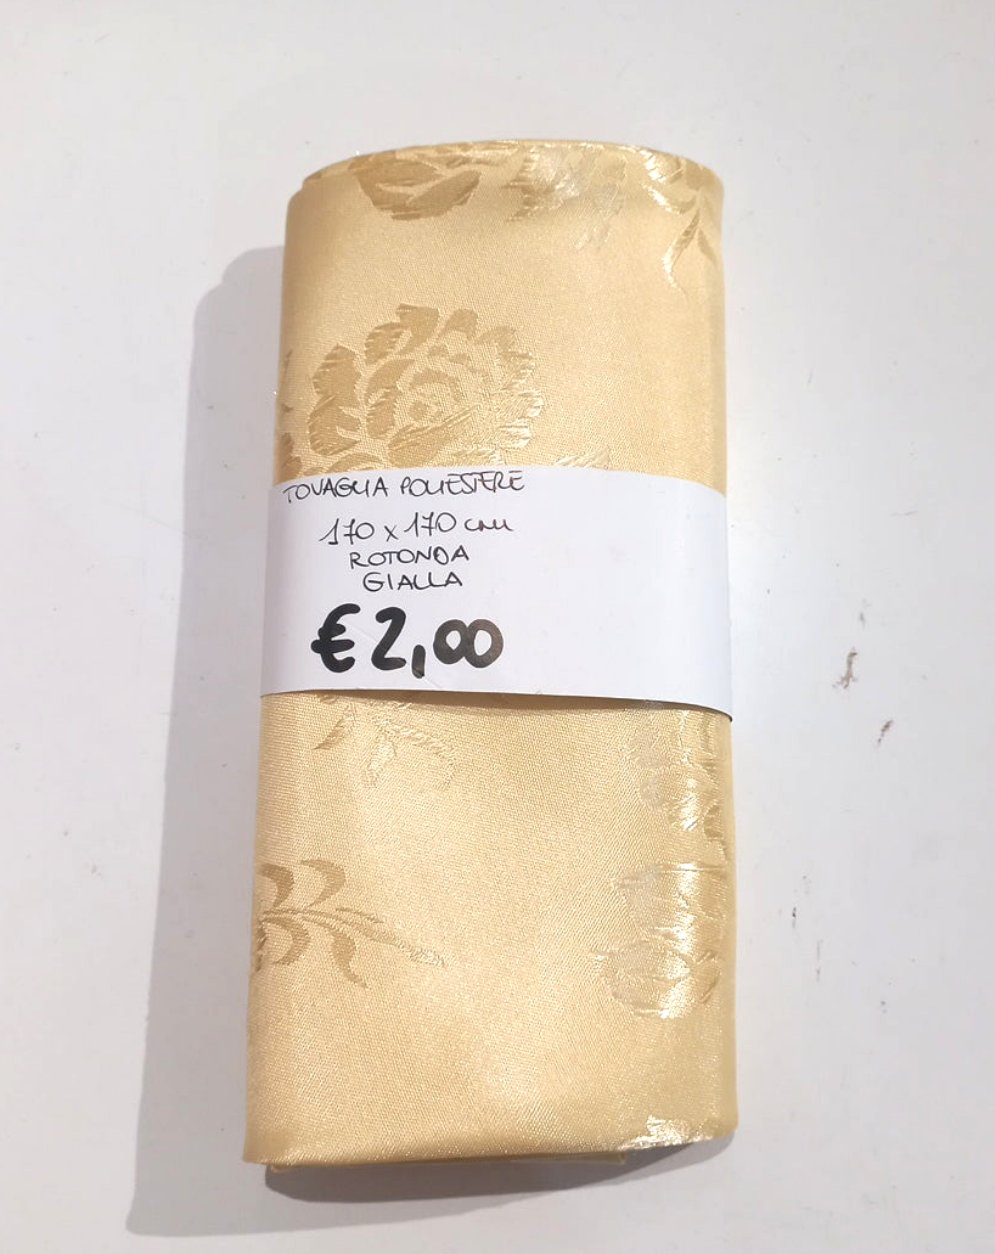 TOVAGLIA POLIESTERE
170 x 170 cm
ROTONDA
GIALLA
€ 2,00